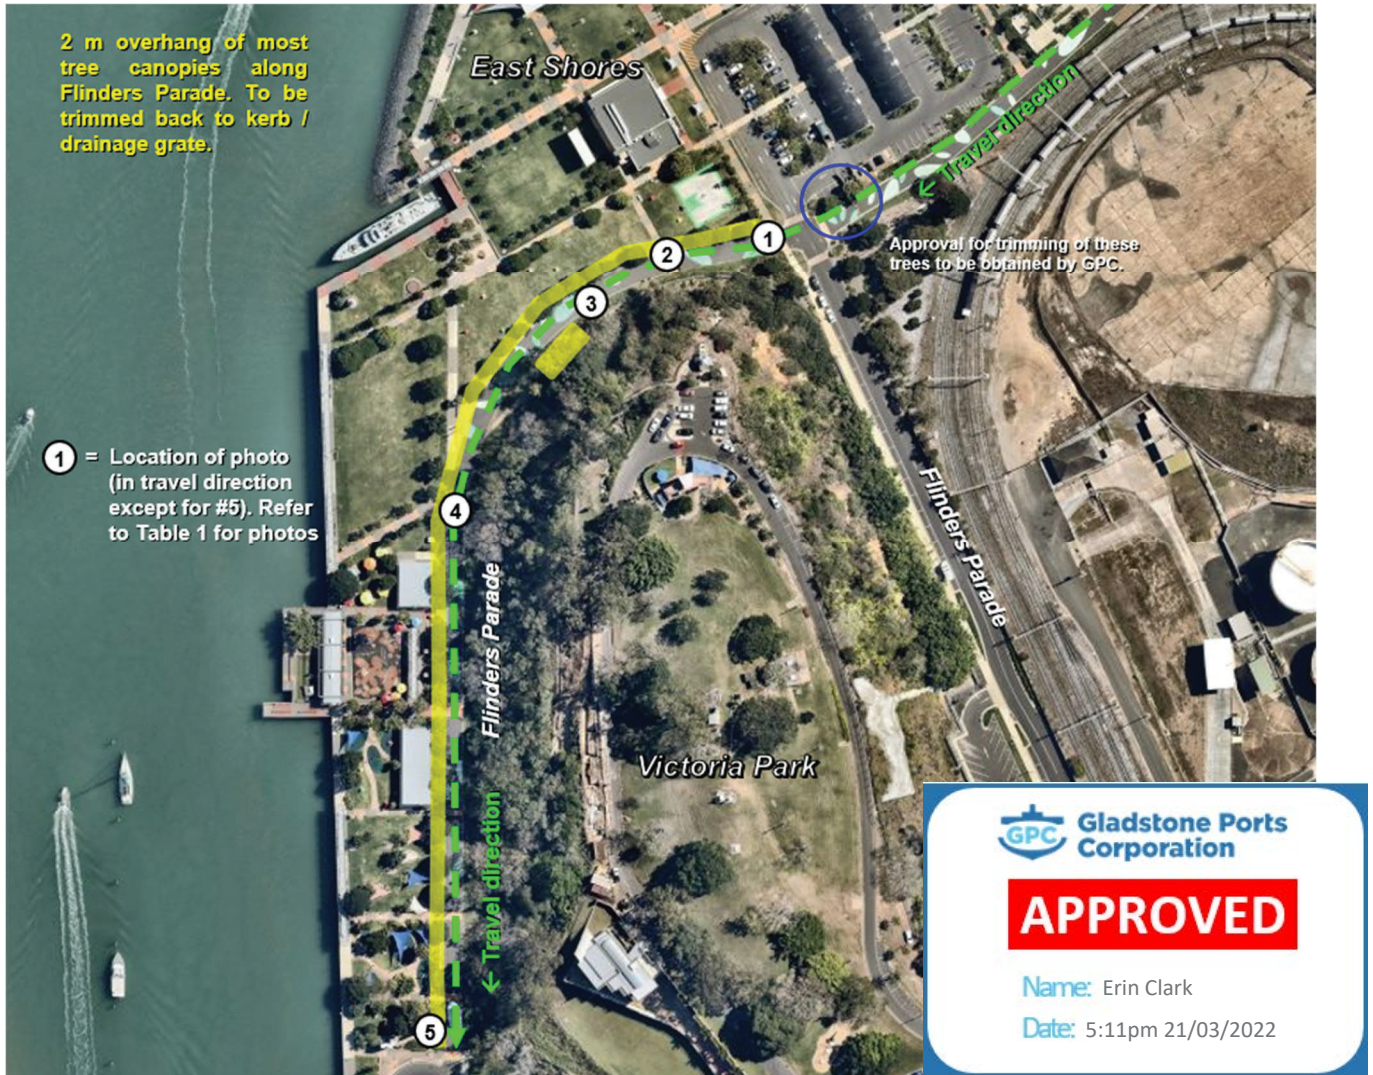 2 m overhang of most
tree canopies along
Flinders Parade. To be
trimmed back to kerb /
drainage grate.
East Shores
← Travel direction
1
2
3
Approval for trimming of these
trees to be obtained by GPC.
1 = Location of photo
(in travel direction
except for #5). Refer
to Table 1 for photos
4
Flinders Parade
Flinders Parade
Victoria Park
← Travel direction
5
GPC Gladstone Ports
Corporation
APPROVED
Name: Erin Clark
Date: 5:11pm 21/03/2022